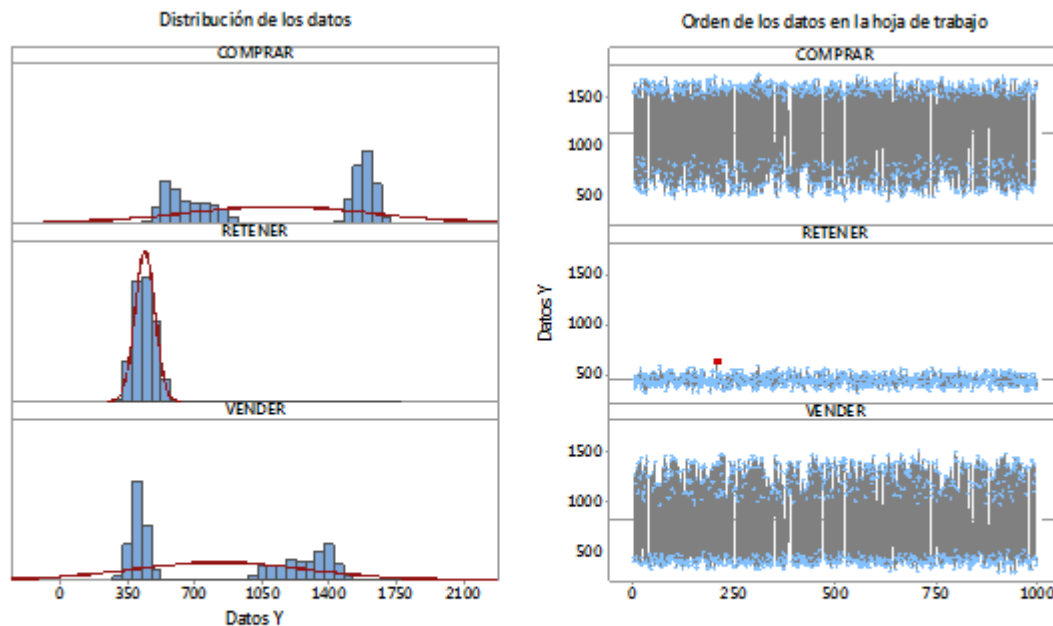 Distribución de los datos
COMPRAR
RETENER
VENDER
0 350 700 1050 1400 1750 2100
Datos Y
Orden de los datos en la hoja de trabajo
COMPRAR
1500
1000
500
RETENER
1500
1000
500
VENDER
1500
1000
500
Datos Y
0 250 500 750 1000